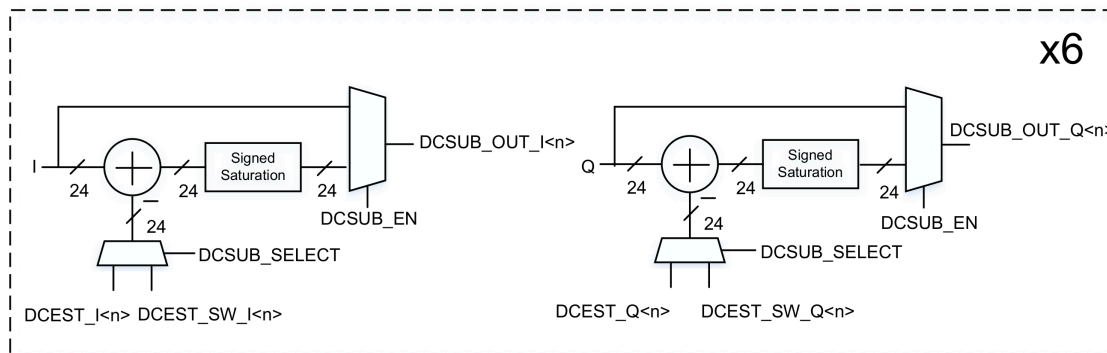 x6
I
24
24
Signed
Saturation
24
DCSUB_OUT_I<n>
DCSUB_EN
24
DCSUB_SELECT
DCEST_I<n> DCEST_SW_I<n>
Q
24
24
Signed
Saturation
24
DCSUB_OUT_Q<n>
DCSUB_EN
24
DCSUB_SELECT
DCEST_Q<n> DCEST_SW_Q<n>